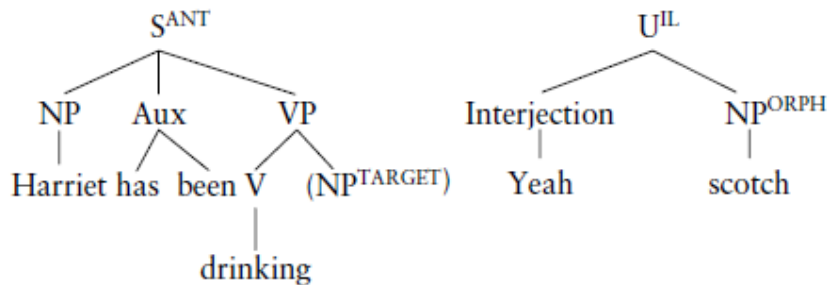 S^ANT U^IL
NP Aux VP Interjection NP^ORPH
Harriet has been V (NP^TARGET) Yeah scotch
drinking